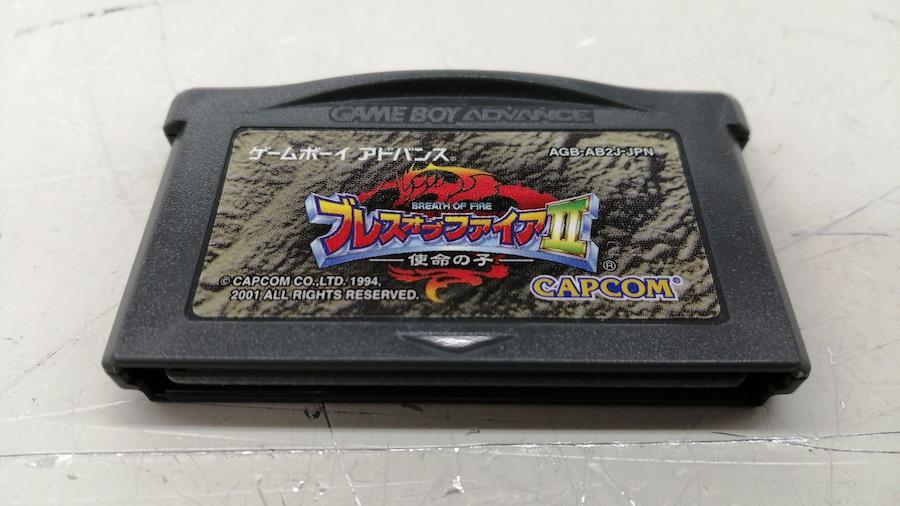 GAME BOY ADVANCE
ゲームボーイ アドバンス®
AGB-AB2J-JPN
BREATH OF FIRE
ブレスオブファイアII
使命の子
®
© CAPCOM CO.,LTD. 1994,
2001 ALL RIGHTS RESERVED.
CAPCOM®